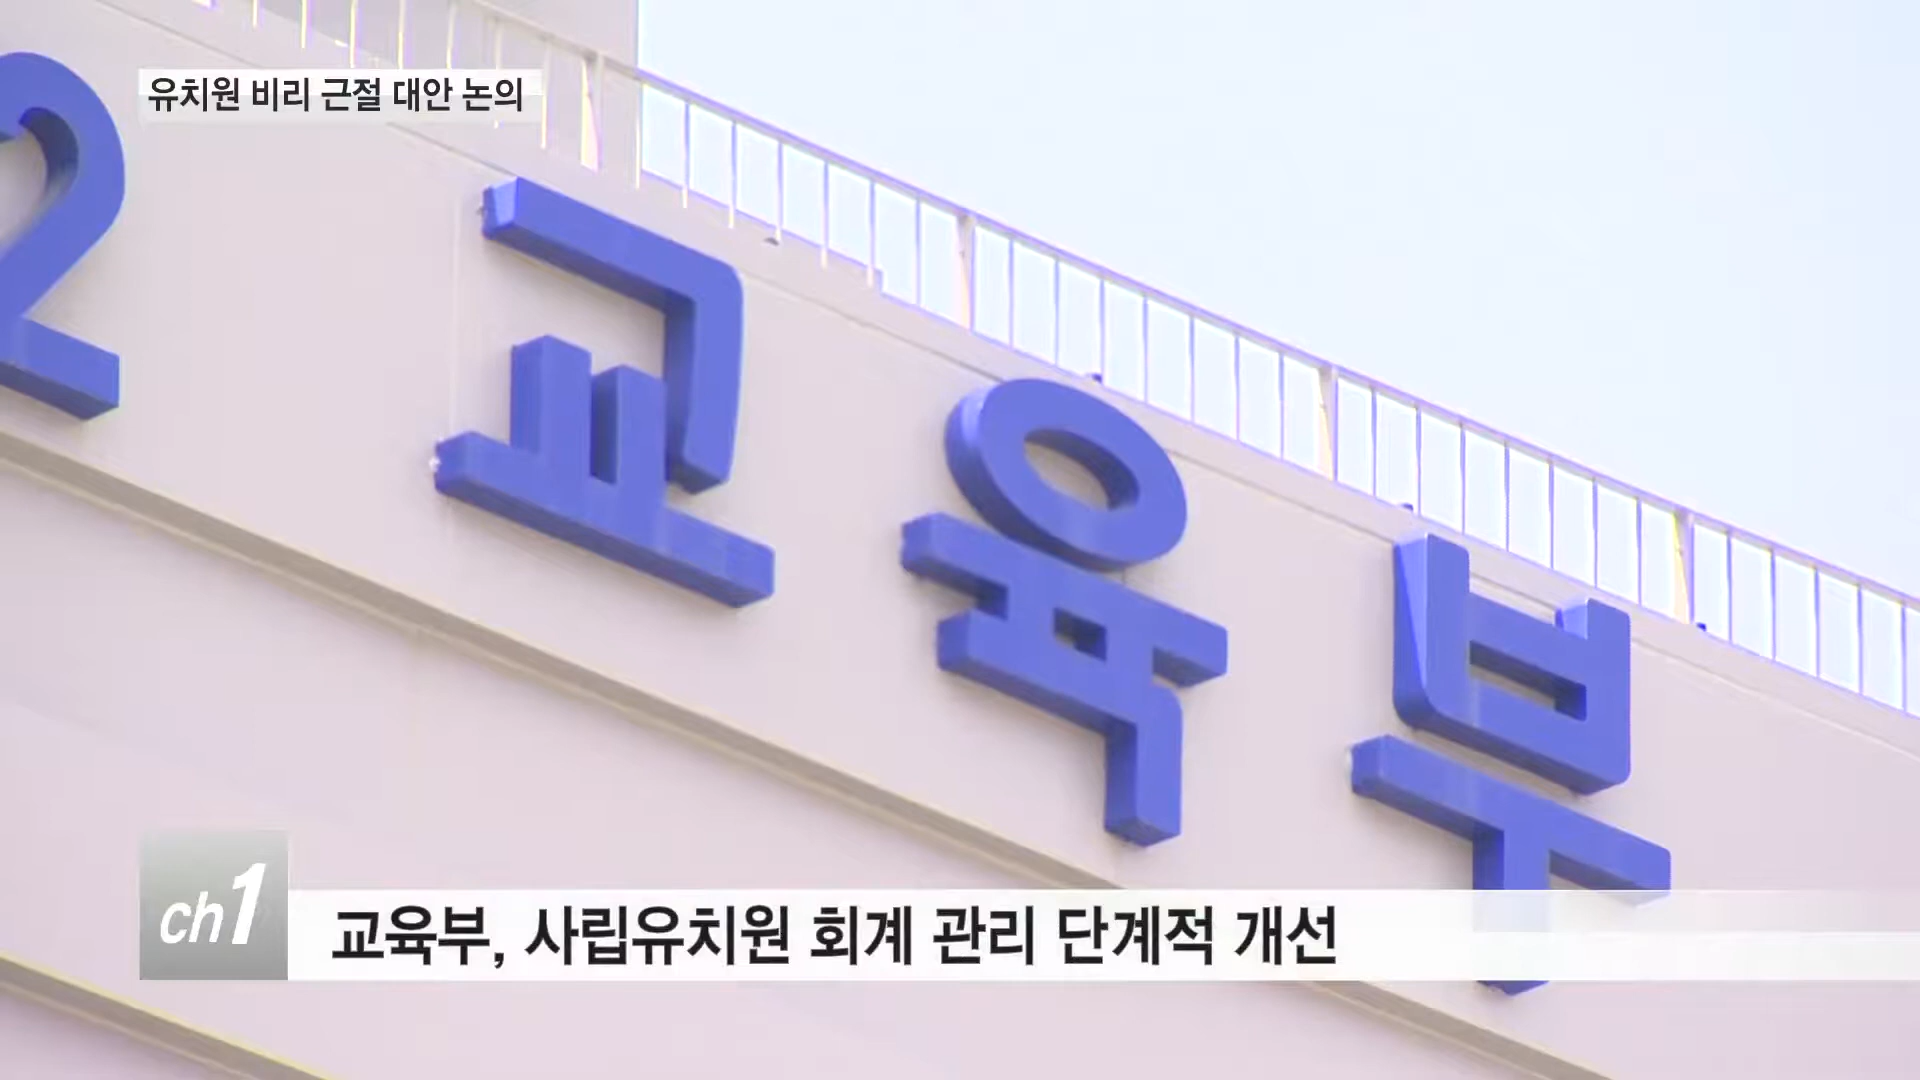 유치원 비리 근절 대안 논의
2 교육부
ch1
교육부, 사립유치원 회계 관리 단계적 개선